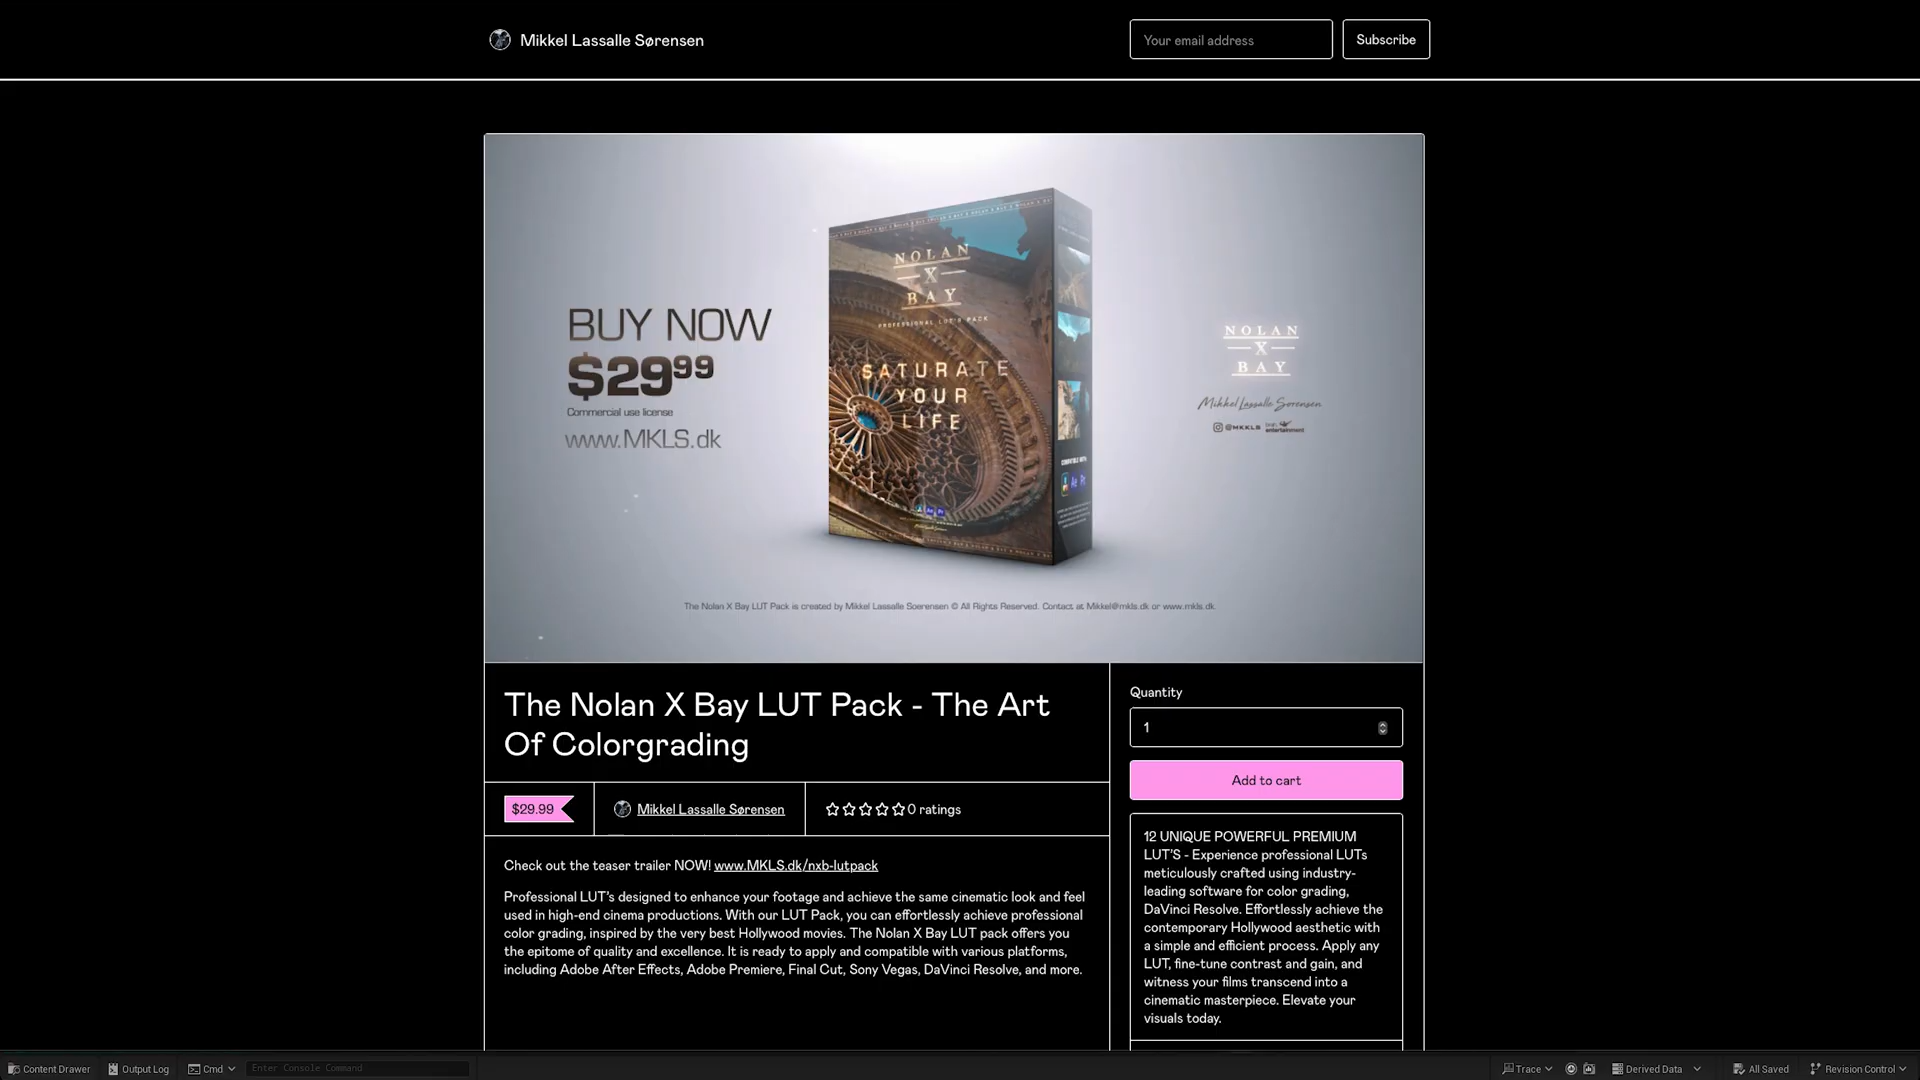 Mikkel Lassalle Sørensen
Your email address
Subscribe
BUY NOW
$29.99
Commercial use license
www.MKLS.dk
NOLAN
X
BAY
PROFESSIONAL LUT'S PACK
SATURATE
YOUR
LIFE
COMPATIBLE WITH
Ae Pr
Ae Pr
NOLAN
X
BAY
Mikkel Lassalle Sørensen
@MKKLS
entertainment
The Nolan X Bay LUT Pack is created by Mikkel Lassalle Soerensen © All Rights Reserved. Contact at Mikkel@mkls.dk or www.mkls.dk.
The Nolan X Bay LUT Pack - The Art
Of Colorgrading
$29.99
Mikkel Lassalle Sørensen
0 ratings
Check out the teaser trailer NOW! www.MKLS.dk/nxb-lutpack
Professional LUT's designed to enhance your footage and achieve the same cinematic look and feel
used in high-end cinema productions. With our LUT Pack, you can effortlessly achieve professional
color grading, inspired by the very best Hollywood movies. The Nolan X Bay LUT pack offers you
the epitome of quality and excellence. It is ready to apply and compatible with various platforms,
including Adobe After Effects, Adobe Premiere, Final Cut, Sony Vegas, DaVinci Resolve, and more.
Quantity
1
Add to cart
12 UNIQUE POWERFUL PREMIUM
LUT'S - Experience professional LUTs
meticulously crafted using industry-
leading software for color grading,
DaVinci Resolve. Effortlessly achieve the
contemporary Hollywood aesthetic with
a simple and efficient process. Apply any
LUT, fine-tune contrast and gain, and
witness your films transcend into a
cinematic masterpiece. Elevate your
visuals today.
Content Drawer
Output Log
Cmd
Enter Console Command
Trace
Derived Data
All Saved
Revision Control